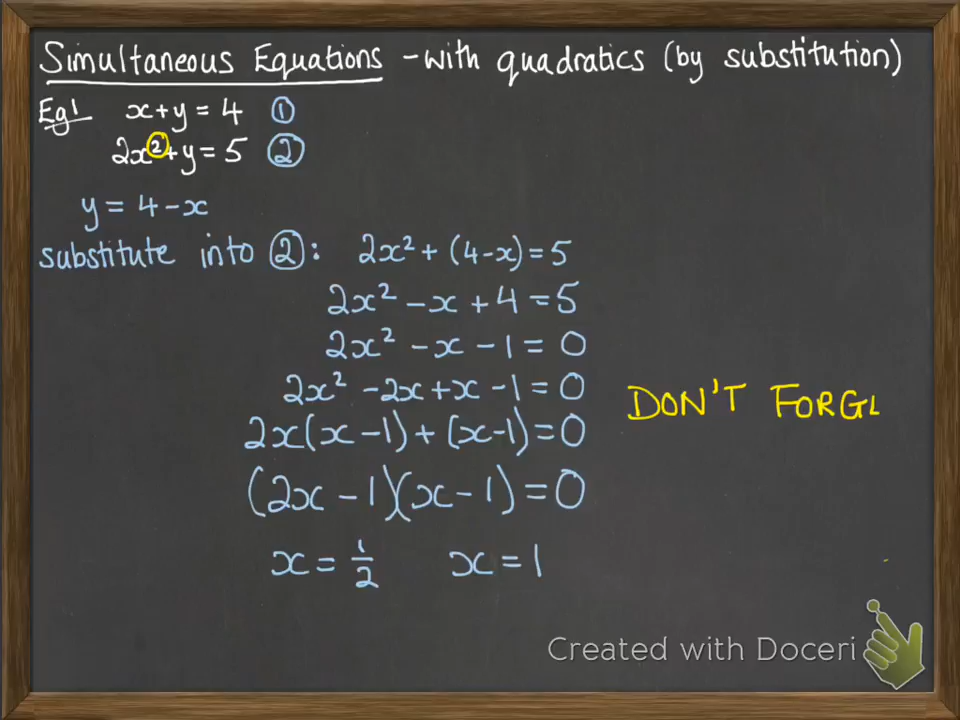 Simultaneous Equations - with quadratics (by substitution)
Eg1 x+y = 4 ①
2x²+y = 5 ②
y = 4-x
substitute into ②: 2x² + (4-x) = 5
2x² - x + 4 = 5
2x² - x - 1 = 0
2x² - 2x + x - 1 = 0
2x(x-1) + (x-1) = 0
(2x - 1)(x - 1) = 0
x = 1/2 x = 1
DON'T FORG
Created with Doceri